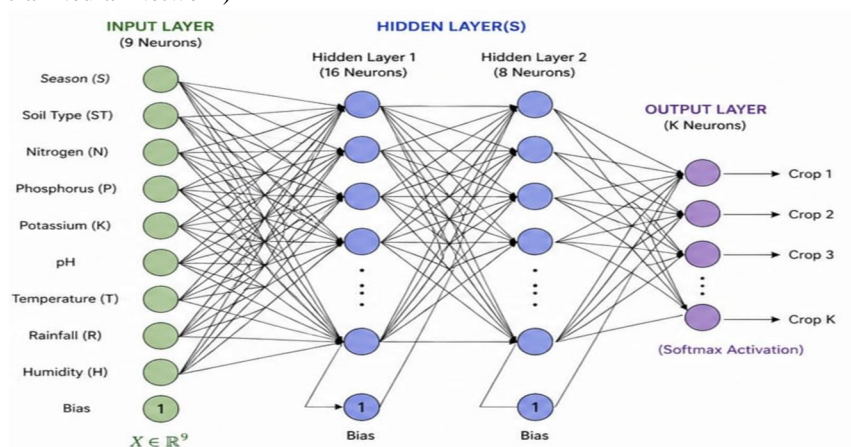 INPUT LAYER
(9 Neurons)
HIDDEN LAYER(S)
Hidden Layer 1
(16 Neurons)
Hidden Layer 2
(8 Neurons)
OUTPUT LAYER
(K Neurons)
Season (S)
Soil Type (ST)
Nitrogen (N)
Phosphorus (P)
Potassium (K)
pH
Temperature (T)
Rainfall (R)
Humidity (H)
Bias
1
X ∈ ℝ⁹
1
Bias
1
Bias
Crop 1
Crop 2
Crop 3
Crop K
(Softmax Activation)